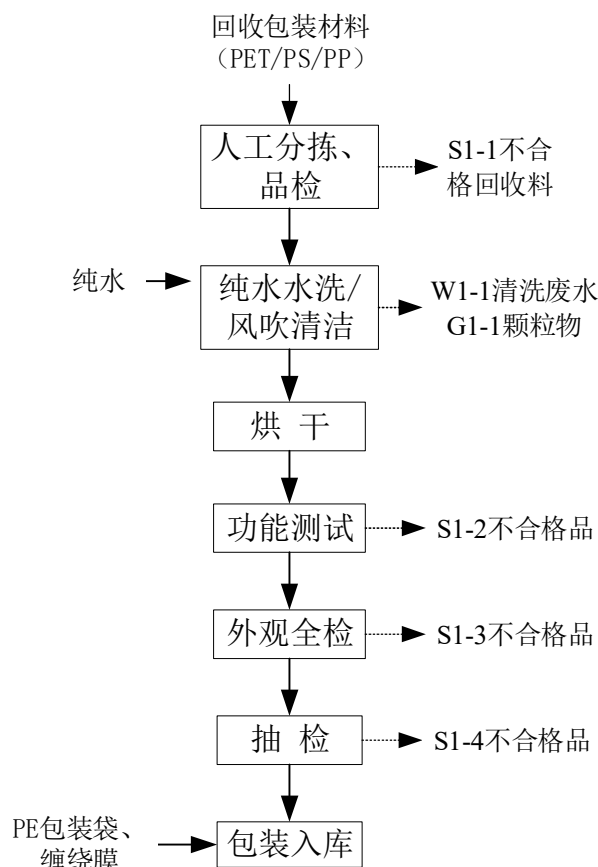 回收包装材料
（PET/PS/PP）
人工分拣、
品检
S1-1不合
格回收料
纯水
纯水水洗/
风吹清洁
W1-1清洗废水
G1-1颗粒物
烘 干
功能测试
S1-2不合格品
外观全检
S1-3不合格品
抽 检
S1-4不合格品
PE包装袋、
缠绕膜
包装入库